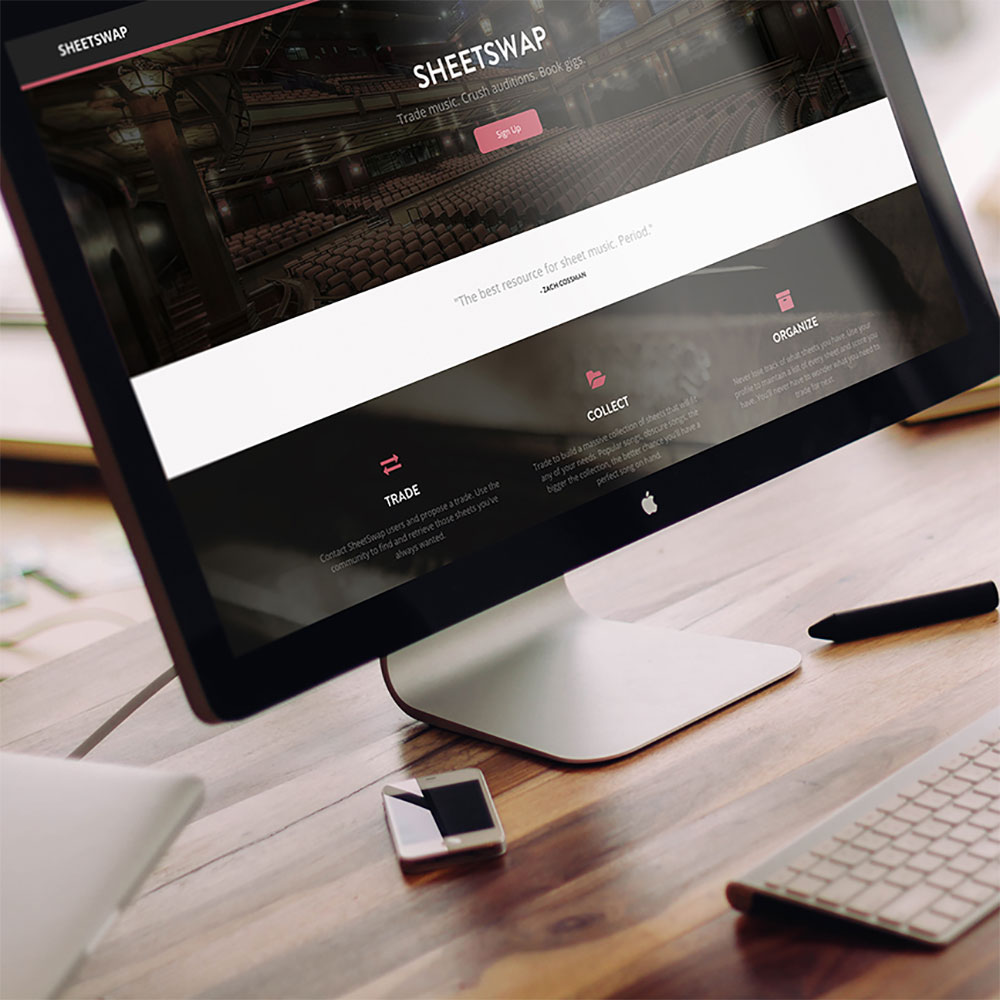 SHEETSWAP
SHEETSWAP
Trade music. Crush auditions. Book gigs.
Sign Up
"The best resource for sheet music. Period."
- ZACH COSSMAN
TRADE
Contact SheetSwap users and propose a trade. Use the
community to find and retrieve those sheets you've
always wanted.
COLLECT
Trade to build a massive collection of sheets that will fit
any of your needs. Popular songs, obscure songs, the
bigger the collection, the better chance you'll have a
perfect song on hand.
ORGANIZE
Never lose track of what sheets you have. Use your
profile to maintain a list of every sheet and score you
have. You'll never have to wonder what you need to
trade for next.